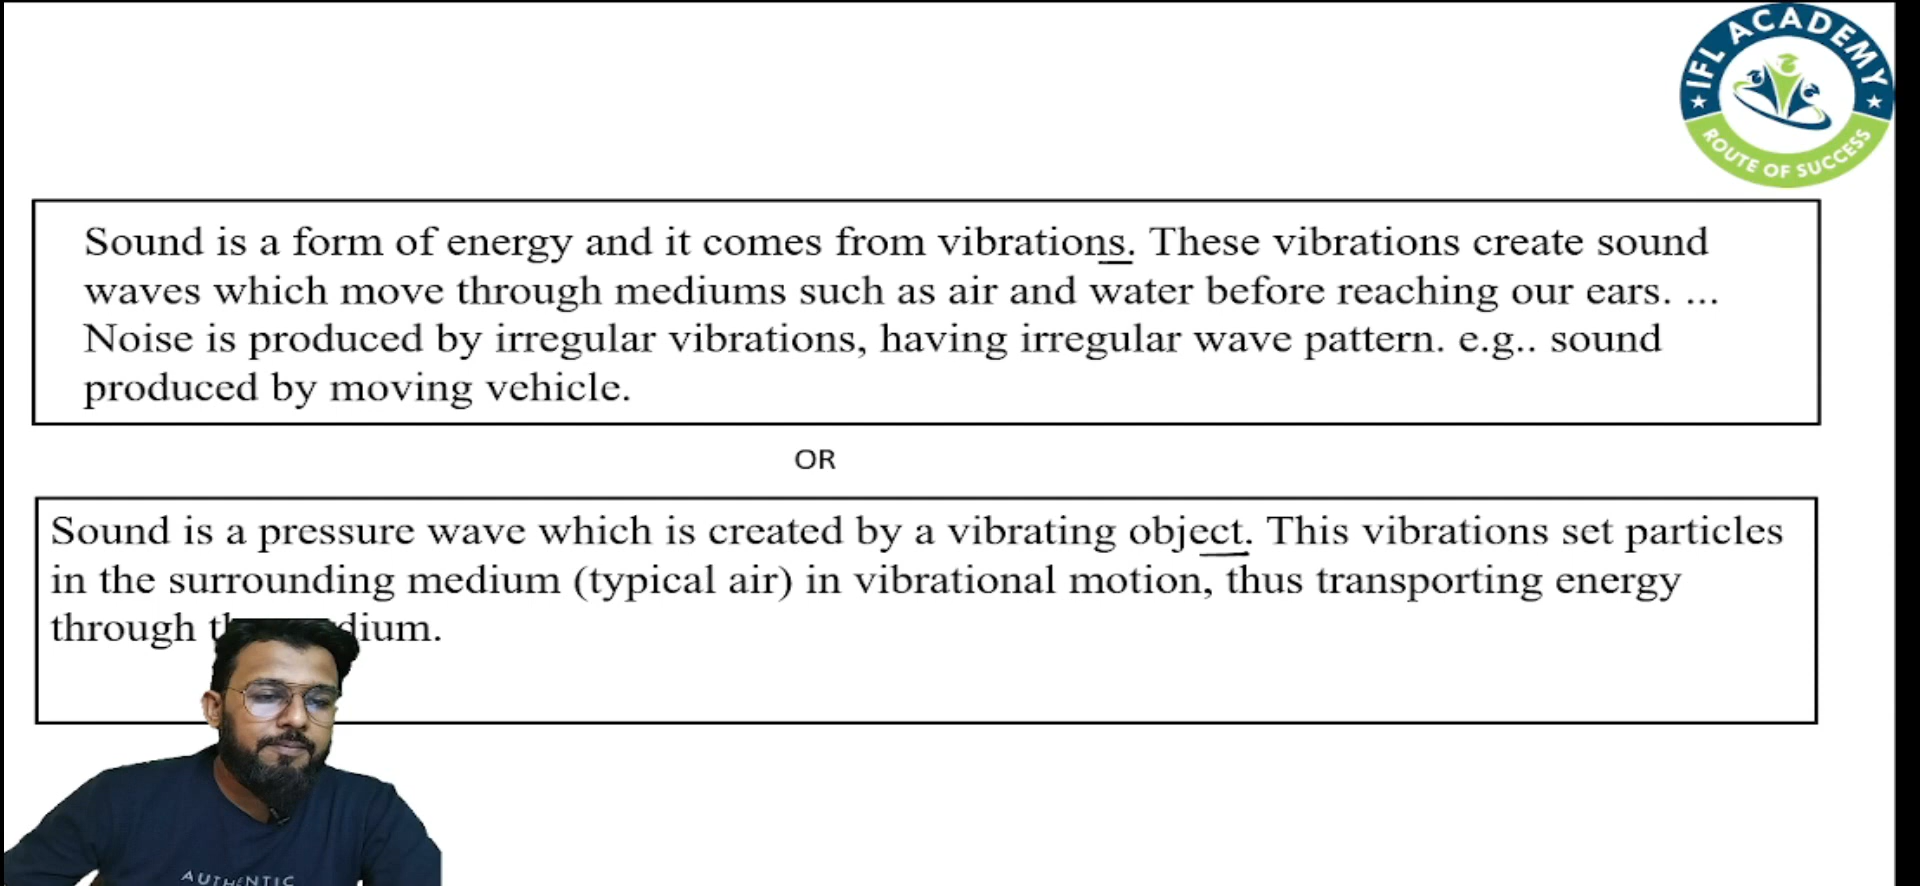 IFL ACADEMY
ROUTE OF SUCCESS
Sound is a form of energy and it comes from vibrations. These vibrations create sound
waves which move through mediums such as air and water before reaching our ears. ...
Noise is produced by irregular vibrations, having irregular wave pattern. e.g.. sound
produced by moving vehicle.
OR
Sound is a pressure wave which is created by a vibrating object. This vibrations set particles
in the surrounding medium (typical air) in vibrational motion, thus transporting energy
through
AUTHENTIC